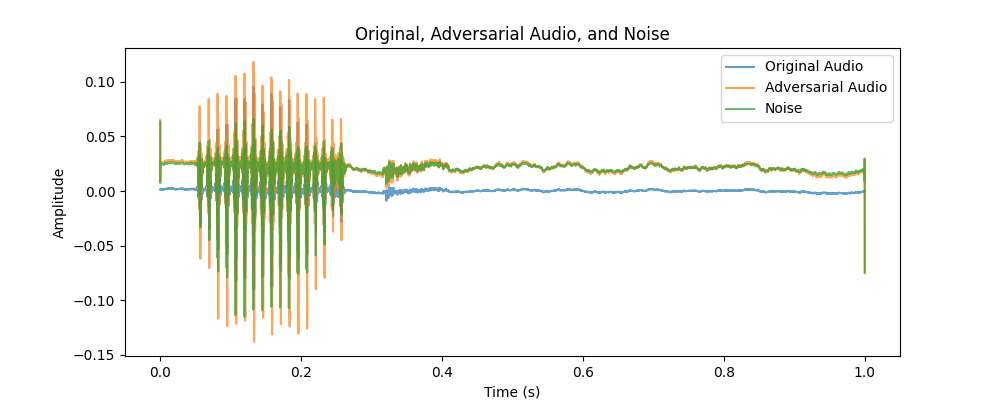 Original, Adversarial Audio, and Noise
Original Audio
Adversarial Audio
Noise
Amplitude
0.10
0.05
0.00
−0.05
−0.10
−0.15
0.0 0.2 0.4 0.6 0.8 1.0
Time (s)